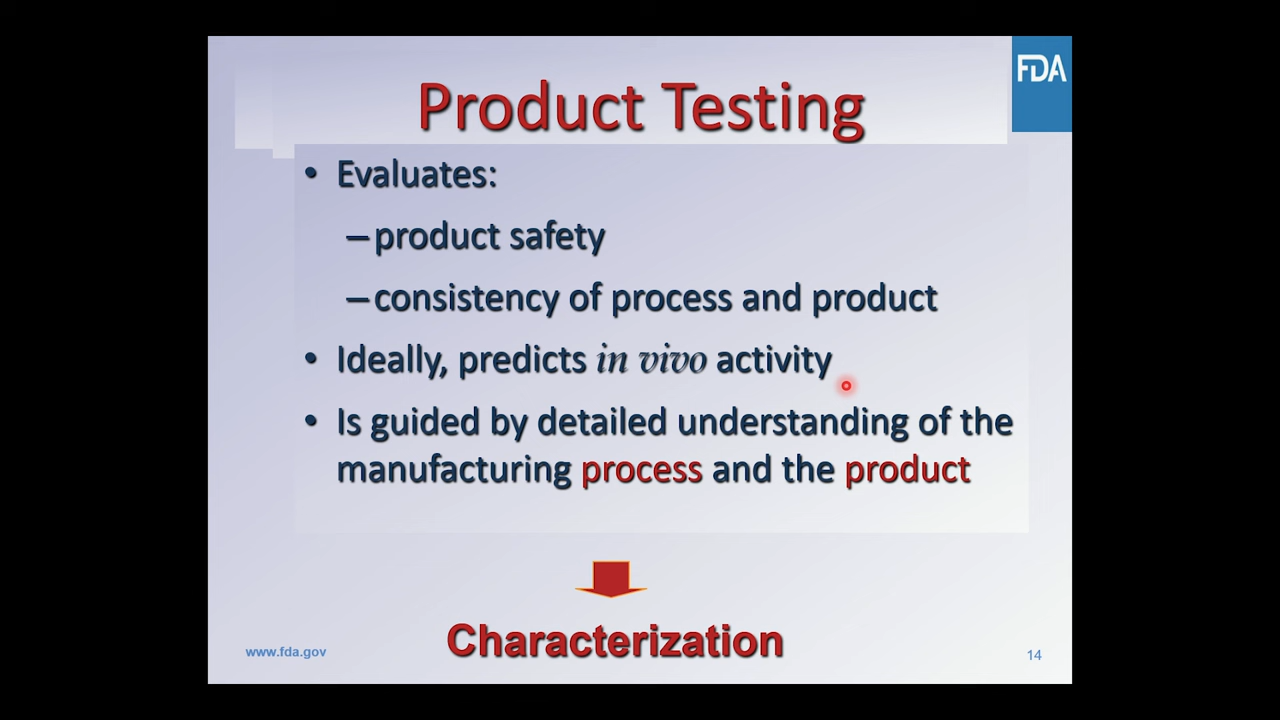 FDA
Product Testing
• Evaluates:
–product safety
–consistency of process and product
• Ideally, predicts in vivo activity
• Is guided by detailed understanding of the
manufacturing process and the product
Characterization
www.fda.gov
14